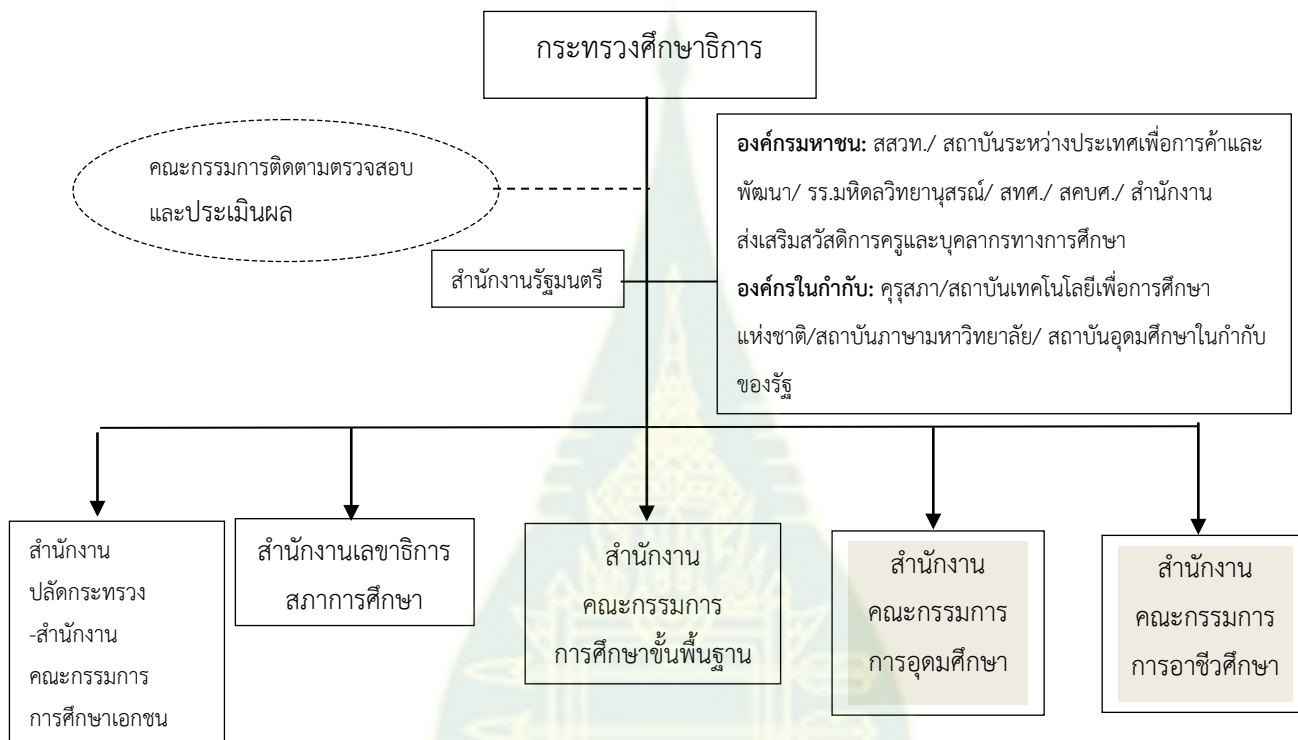 กระทรวงศึกษาธิการ
คณะกรรมการติดตามตรวจสอบ
และประเมินผล
องค์กรมหาชน: สสวท./ สถาบันระหว่างประเทศเพื่อการค้าและ
พัฒนา/ รร.มหิดลวิทยานุสรณ์/ สทศ./ สคบศ./ สำนักงาน
ส่งเสริมสวัสดิการครูและบุคลากรทางการศึกษา
องค์กรในกำกับ: คุรุสภา/สถาบันเทคโนโลยีเพื่อการศึกษา
แห่งชาติ/สถาบันภาษามหาวิทยาลัย/ สถาบันอุดมศึกษาในกำกับ
ของรัฐ
สำนักงานรัฐมนตรี
สำนักงาน
ปลัดกระทรวง
-สำนักงาน
คณะกรรมการ
การศึกษาเอกชน
สำนักงานเลขาธิการ
สภาการศึกษา
สำนักงาน
คณะกรรมการ
การศึกษาขั้นพื้นฐาน
สำนักงาน
คณะกรรมการ
การอุดมศึกษา
สำนักงาน
คณะกรรมการ
การอาชีวศึกษา